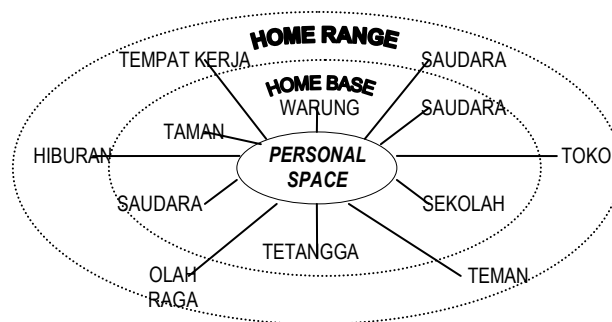 HOME RANGE
TEMPAT KERJA
SAUDARA
HOME BASE
WARUNG
SAUDARA
TAMAN
HIBURAN
PERSONAL
SPACE
TOKO
SAUDARA
SEKOLAH
TETANGGA
OLAH
RAGA
TEMAN